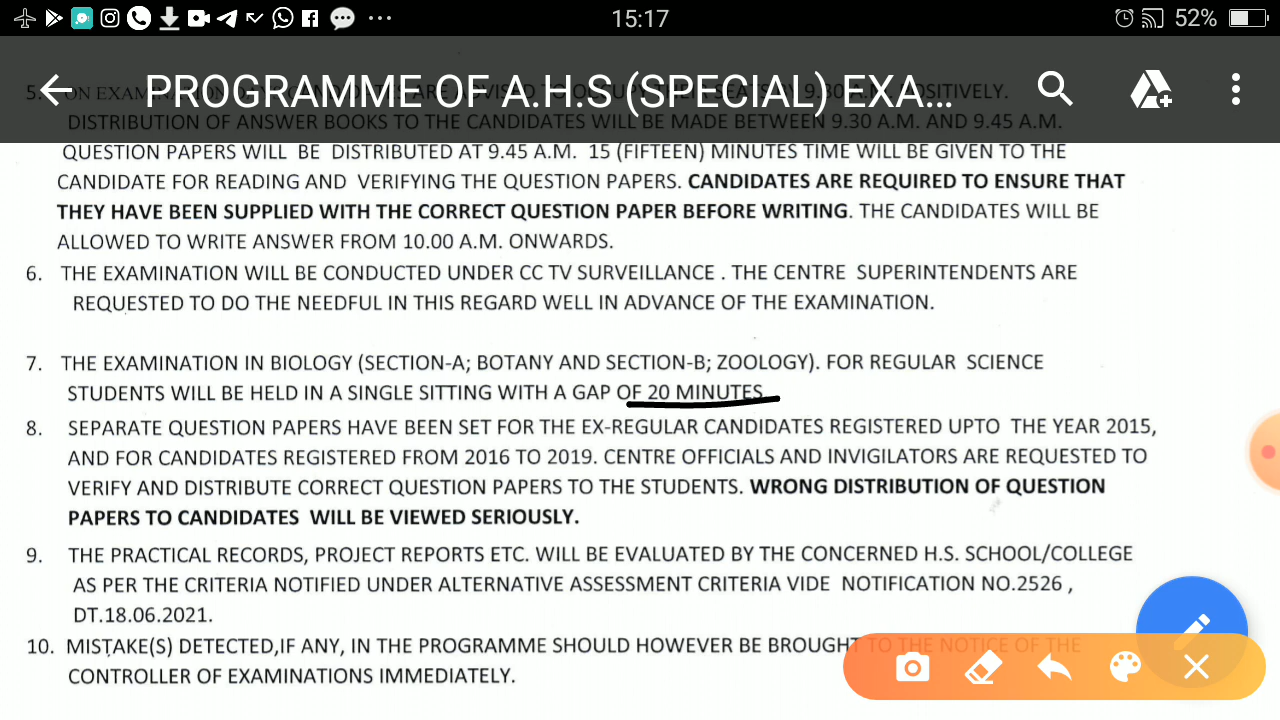 15:17
52%
PROGRAMME OF A.H.S (SPECIAL) EXA...
5.
DISTRIBUTION OF ANSWER BOOKS TO THE CANDIDATES WILL BE MADE BETWEEN 9.30 A.M. AND 9.45 A.M.
QUESTION PAPERS WILL BE DISTRIBUTED AT 9.45 A.M. 15 (FIFTEEN) MINUTES TIME WILL BE GIVEN TO THE
CANDIDATE FOR READING AND VERIFYING THE QUESTION PAPERS. CANDIDATES ARE REQUIRED TO ENSURE THAT
THEY HAVE BEEN SUPPLIED WITH THE CORRECT QUESTION PAPER BEFORE WRITING. THE CANDIDATES WILL BE
ALLOWED TO WRITE ANSWER FROM 10.00 A.M. ONWARDS.
6. THE EXAMINATION WILL BE CONDUCTED UNDER CC TV SURVEILLANCE . THE CENTRE SUPERINTENDENTS ARE
REQUESTED TO DO THE NEEDFUL IN THIS REGARD WELL IN ADVANCE OF THE EXAMINATION.
7. THE EXAMINATION IN BIOLOGY (SECTION-A; BOTANY AND SECTION-B; ZOOLOGY). FOR REGULAR SCIENCE
STUDENTS WILL BE HELD IN A SINGLE SITTING WITH A GAP OF 20 MINUTES
8. SEPARATE QUESTION PAPERS HAVE BEEN SET FOR THE EX-REGULAR CANDIDATES REGISTERED UPTO THE YEAR 2015,
AND FOR CANDIDATES REGISTERED FROM 2016 TO 2019. CENTRE OFFICIALS AND INVIGILATORS ARE REQUESTED TO
VERIFY AND DISTRIBUTE CORRECT QUESTION PAPERS TO THE STUDENTS. WRONG DISTRIBUTION OF QUESTION
PAPERS TO CANDIDATES WILL BE VIEWED SERIOUSLY.
9. THE PRACTICAL RECORDS, PROJECT REPORTS ETC. WILL BE EVALUATED BY THE CONCERNED H.S. SCHOOL/COLLEGE
AS PER THE CRITERIA NOTIFIED UNDER ALTERNATIVE ASSESSMENT CRITERIA VIDE NOTIFICATION NO.2526 ,
DT.18.06.2021.
10. MISTAKE(S) DETECTED,IF ANY, IN THE PROGRAMME SHOULD HOWEVER BE BROUGHT TO THE NOTICE OF THE
CONTROLLER OF EXAMINATIONS IMMEDIATELY.